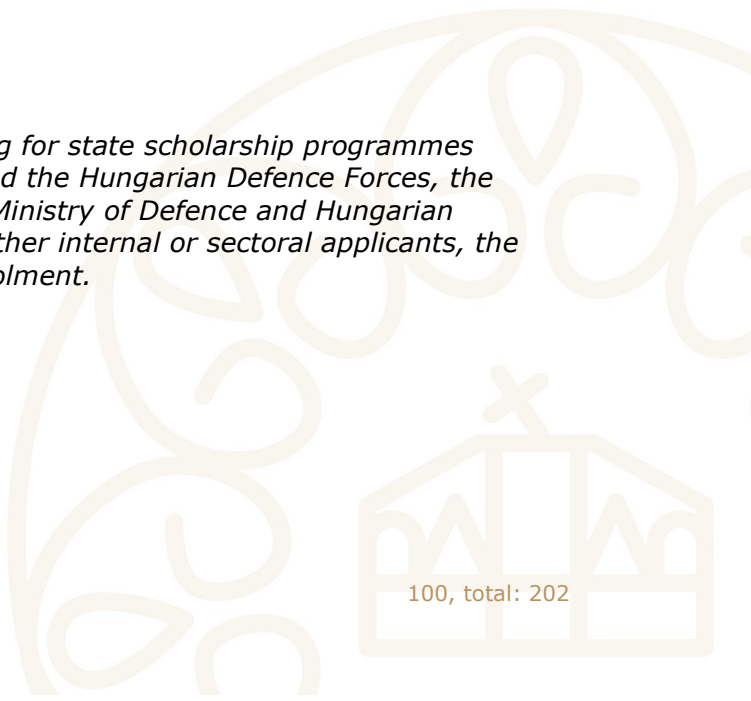 g for state scholarship programmes
d the Hungarian Defence Forces, the
Ministry of Defence and Hungarian
ther internal or sectoral applicants, the
olment.
100, total: 202